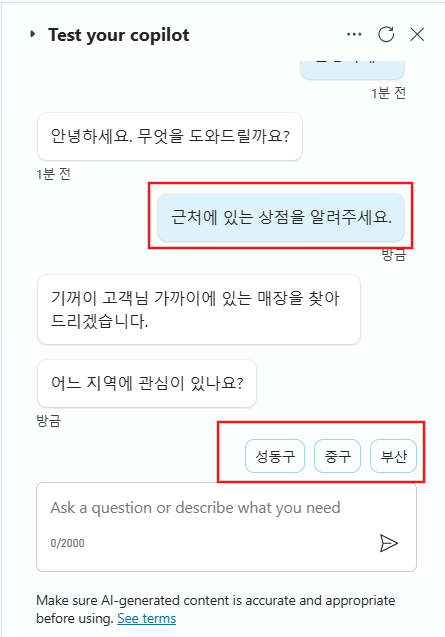 Test your copilot
1분 전
안녕하세요. 무엇을 도와드릴까요?
1분 전
근처에 있는 상점을 알려주세요.
방금
기꺼이 고객님 가까이에 있는 매장을 찾아
드리겠습니다.
어느 지역에 관심이 있나요?
방금
성동구 중구 부산
Ask a question or describe what you need
0/2000
Make sure AI-generated content is accurate and appropriate
before using. See terms